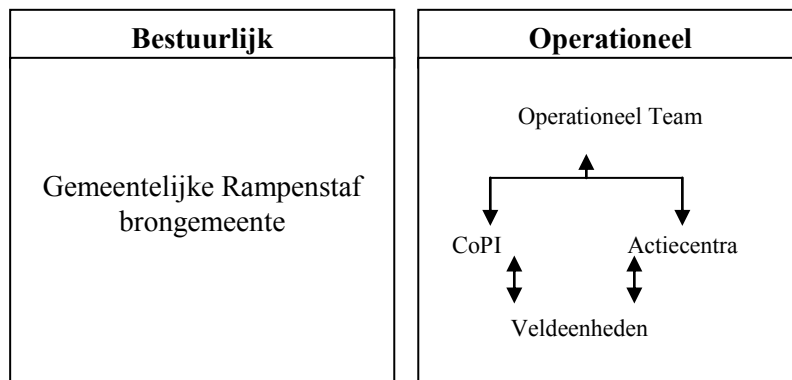 Bestuurlijk
Gemeentelijke Rampenstaf
brongemeente
Operationeel
Operationeel Team
CoPI
Actiecentra
Veldeenheden